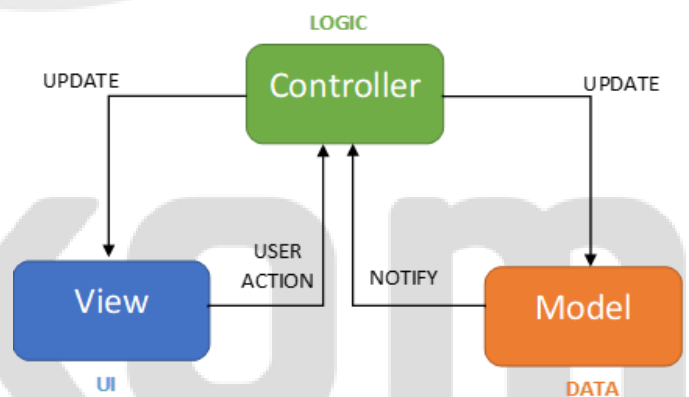 LOGIC
Controller
UPDATE
UPDATE
USER
ACTION
NOTIFY
View
Model
UI
DATA